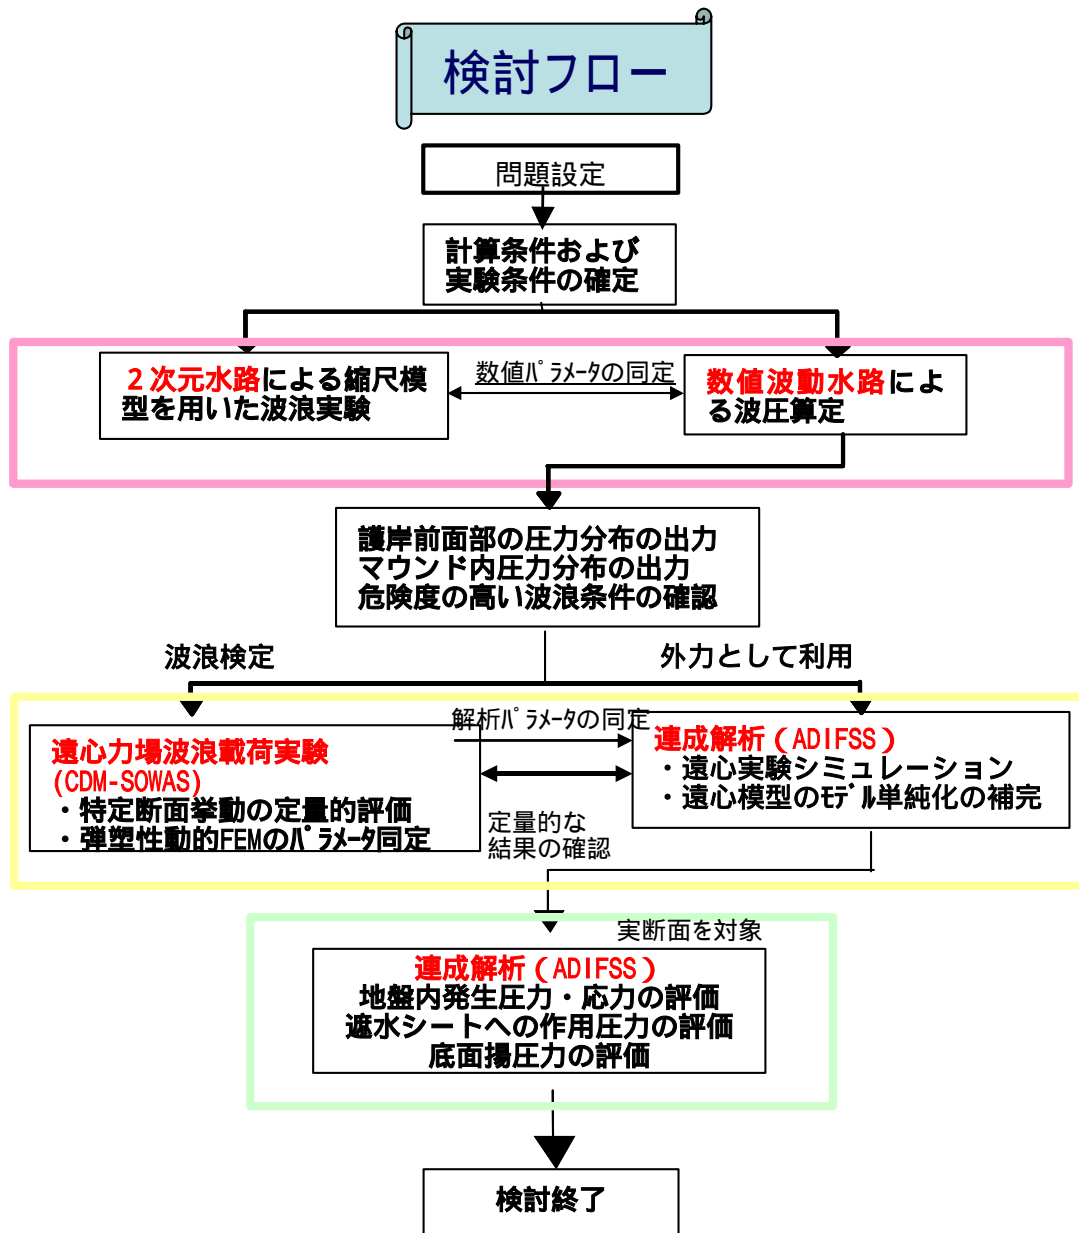 検討フロー
問題設定
計算条件および
実験条件の確定
２次元水路による縮尺模
型を用いた波浪実験
数値ﾊﾟﾗﾒｰﾀの同定
数値波動水路によ
る波圧算定
護岸前面部の圧力分布の出力
マウンド内圧力分布の出力
危険度の高い波浪条件の確認
波浪検定
外力として利用
遠心力場波浪載荷実験
(CDM-SOWAS)
・特定断面挙動の定量的評価
・弾塑性動的FEMのﾊﾟﾗﾒｰﾀ同定
解析ﾊﾟﾗﾒｰﾀの同定
定量的な
結果の確認
連成解析（ADIFSS）
・遠心実験シミュレーション
・遠心模型のﾓﾃﾞﾙ単純化の補完
実断面を対象
連成解析（ADIFSS）
地盤内発生圧力・応力の評価
遮水シートへの作用圧力の評価
底面揚圧力の評価
検討終了